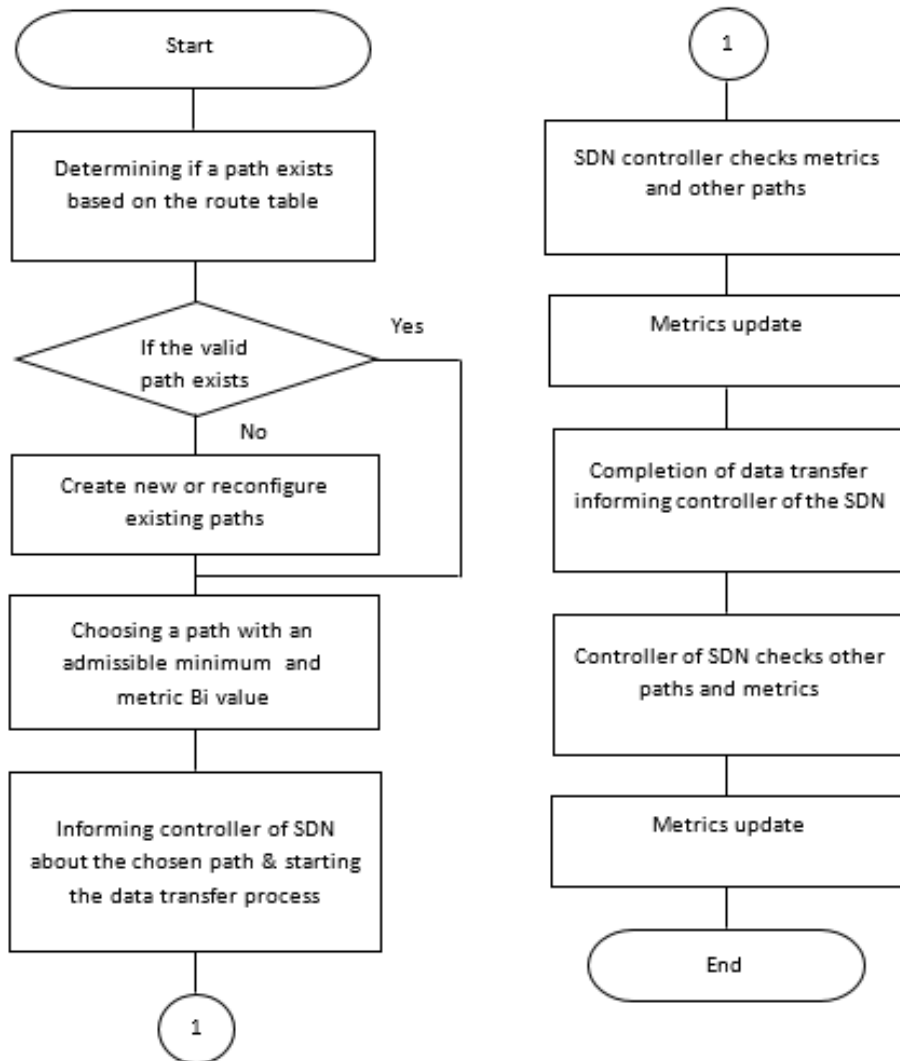 Start
Determining if a path exists
based on the route table
Yes
If the valid
path exists
No
Create new or reconfigure
existing paths
Choosing a path with an
admissible minimum and
metric Bi value
Informing controller of SDN
about the chosen path & starting
the data transfer process
1
1
SDN controller checks metrics
and other paths
Metrics update
Completion of data transfer
informing controller of the SDN
Controller of SDN checks other
paths and metrics
Metrics update
End